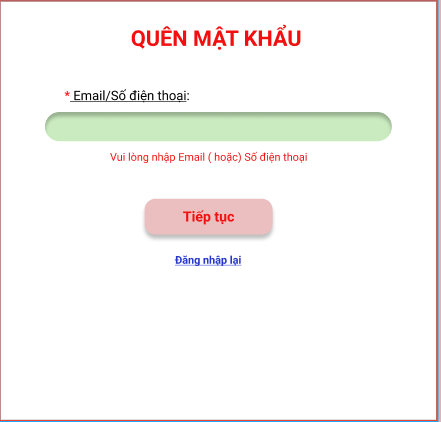 QUÊN MẬT KHẨU
* Email/Số điện thoại:
Vui lòng nhập Email ( hoặc) Số điện thoại
Tiếp tục
Đăng nhập lại